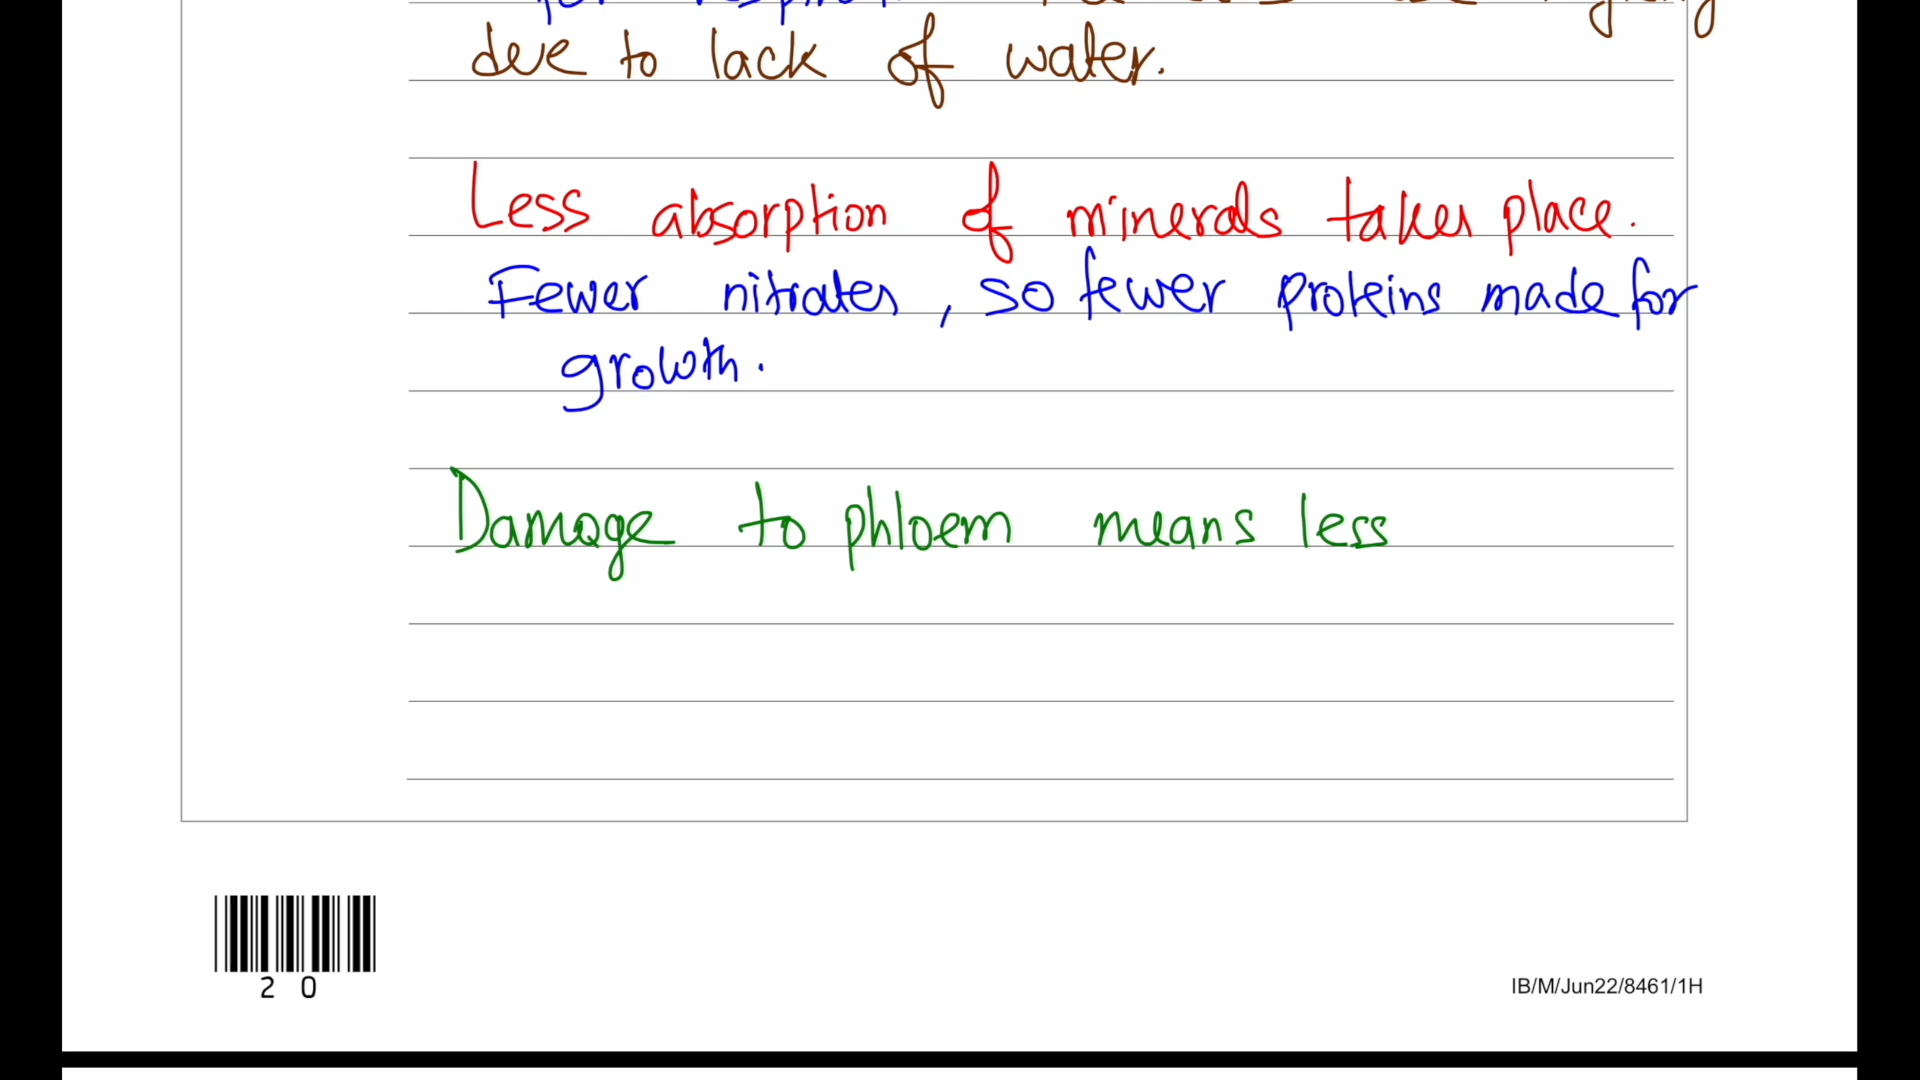 due to lack of water.
Less absorption of minerals takes place.
Fewer nitrates, so fewer proteins made for
growth.
Damage to phloem means less
2 0
IB/M/Jun22/8461/1H